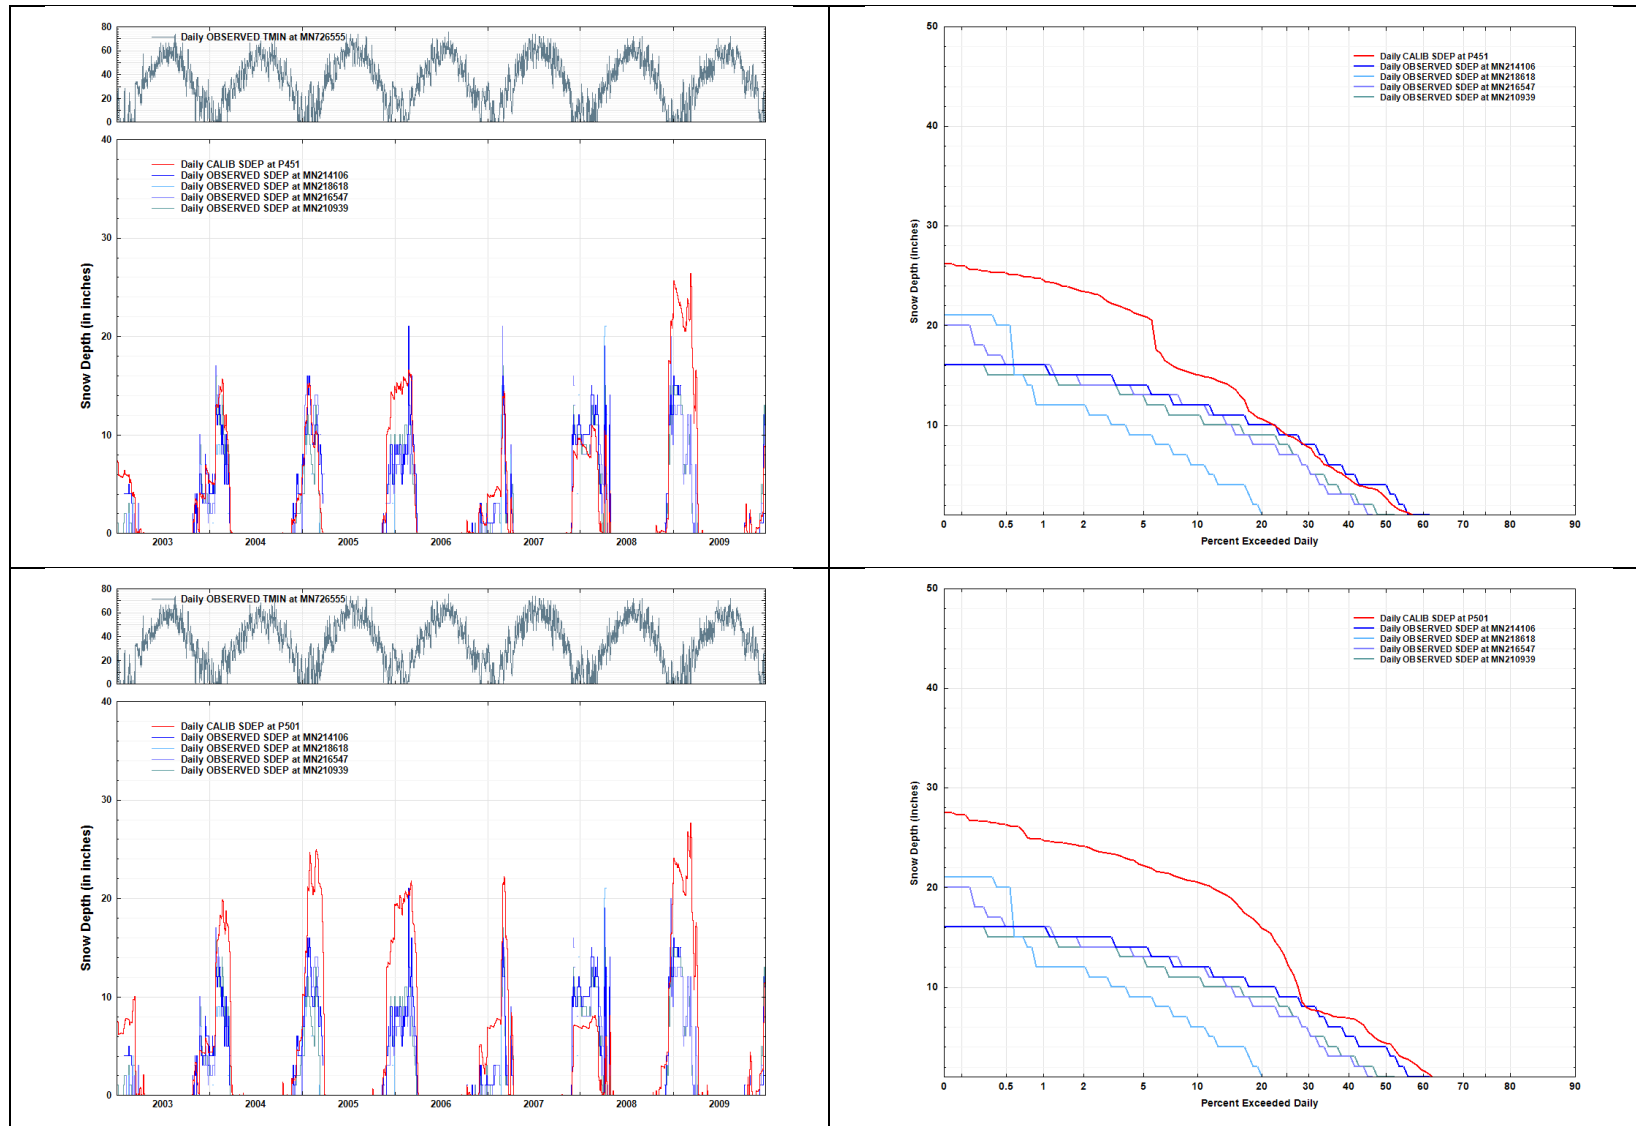 80
60
40
20
0
Daily OBSERVED TMIN at MN726555
40
30
20
10
0
Snow Depth (in inches)
Daily CALIB SDEP at P451
Daily OBSERVED SDEP at MN214106
Daily OBSERVED SDEP at MN218618
Daily OBSERVED SDEP at MN216547
Daily OBSERVED SDEP at MN210939
2003 2004 2005 2006 2007 2008 2009
50
40
30
20
10
Snow Depth (Inches)
Daily CALIB SDEP at P451
Daily OBSERVED SDEP at MN214106
Daily OBSERVED SDEP at MN218618
Daily OBSERVED SDEP at MN216547
Daily OBSERVED SDEP at MN210939
0 0.5 1 2 5 10 20 30 40 50 60 70 80 90
Percent Exceeded Daily
80
60
40
20
0
Daily OBSERVED TMIN at MN726555
40
30
20
10
0
Snow Depth (in inches)
Daily CALIB SDEP at P501
Daily OBSERVED SDEP at MN214106
Daily OBSERVED SDEP at MN218618
Daily OBSERVED SDEP at MN216547
Daily OBSERVED SDEP at MN210939
2003 2004 2005 2006 2007 2008 2009
50
40
30
20
10
Snow Depth (Inches)
Daily CALIB SDEP at P501
Daily OBSERVED SDEP at MN214106
Daily OBSERVED SDEP at MN218618
Daily OBSERVED SDEP at MN216547
Daily OBSERVED SDEP at MN210939
0 0.5 1 2 5 10 20 30 40 50 60 70 80 90
Percent Exceeded Daily